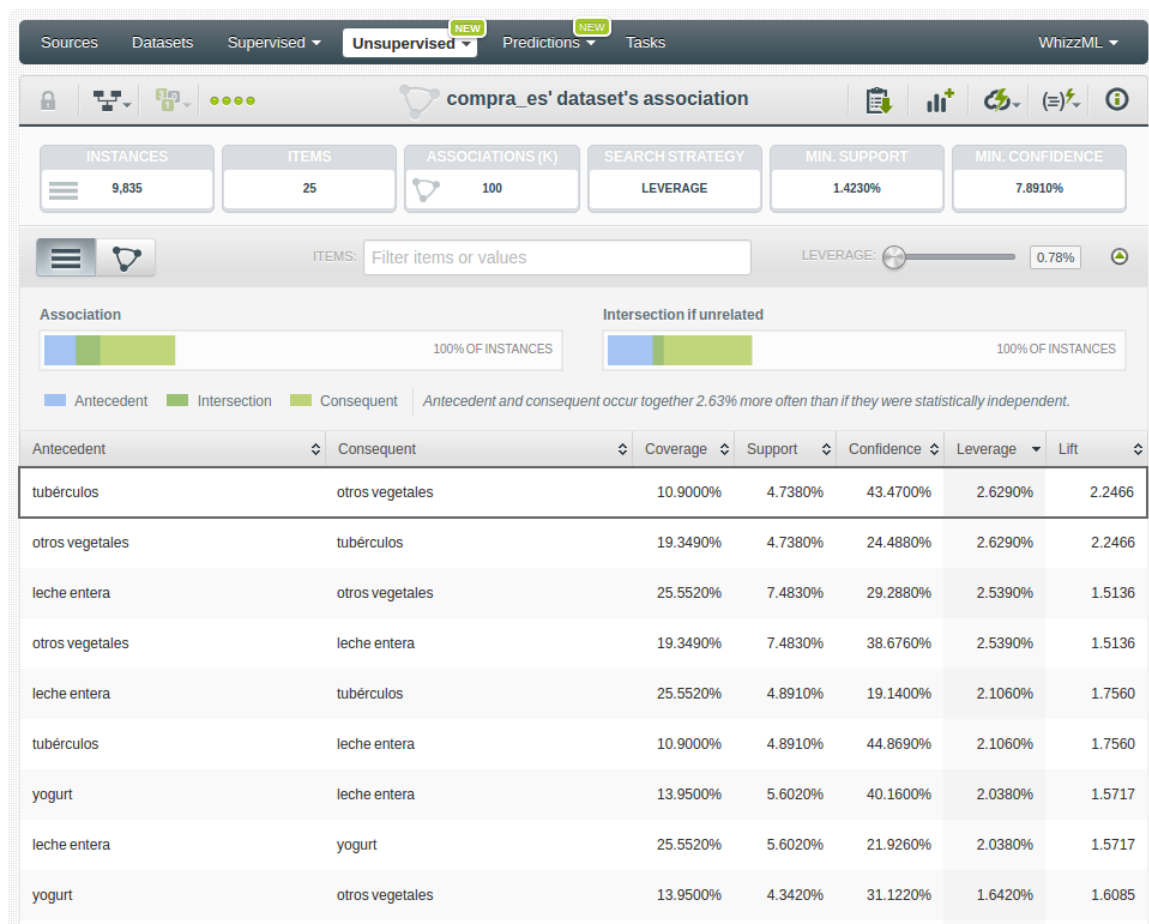 NEW NEW
Sources Datasets Supervised Unsupervised Predictions Tasks WhizzML
compra_es' dataset's association
INSTANCES ITEMS ASSOCIATIONS (K) SEARCH STRATEGY MIN. SUPPORT MIN. CONFIDENCE
9,835 25 100 LEVERAGE 1.4230% 7.8910%
ITEMS: Filter items or values LEVERAGE: 0.78%
Association Intersection if unrelated
100% OF INSTANCES 100% OF INSTANCES
Antecedent Intersection Consequent Antecedent and consequent occur together 2.63% more often than if they were statistically independent.
Antecedent Consequent Coverage Support Confidence Leverage Lift
tubérculos otros vegetales 10.9000% 4.7380% 43.4700% 2.6290% 2.2466
otros vegetales tubérculos 19.3490% 4.7380% 24.4880% 2.6290% 2.2466
leche entera otros vegetales 25.5520% 7.4830% 29.2880% 2.5390% 1.5136
otros vegetales leche entera 19.3490% 7.4830% 38.6760% 2.5390% 1.5136
leche entera tubérculos 25.5520% 4.8910% 19.1400% 2.1060% 1.7560
tubérculos leche entera 10.9000% 4.8910% 44.8690% 2.1060% 1.7560
yogurt leche entera 13.9500% 5.6020% 40.1600% 2.0380% 1.5717
leche entera yogurt 25.5520% 5.6020% 21.9260% 2.0380% 1.5717
yogurt otros vegetales 13.9500% 4.3420% 31.1220% 1.6420% 1.6085